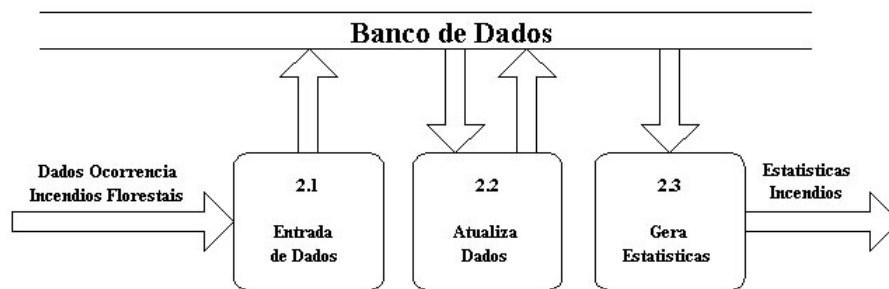 Banco de Dados
Dados Ocorrencia
Incendios Florestais
2.1
Entrada
de Dados
2.2
Atualiza
Dados
2.3
Gera
Estatisticas
Estatisticas
Incendios